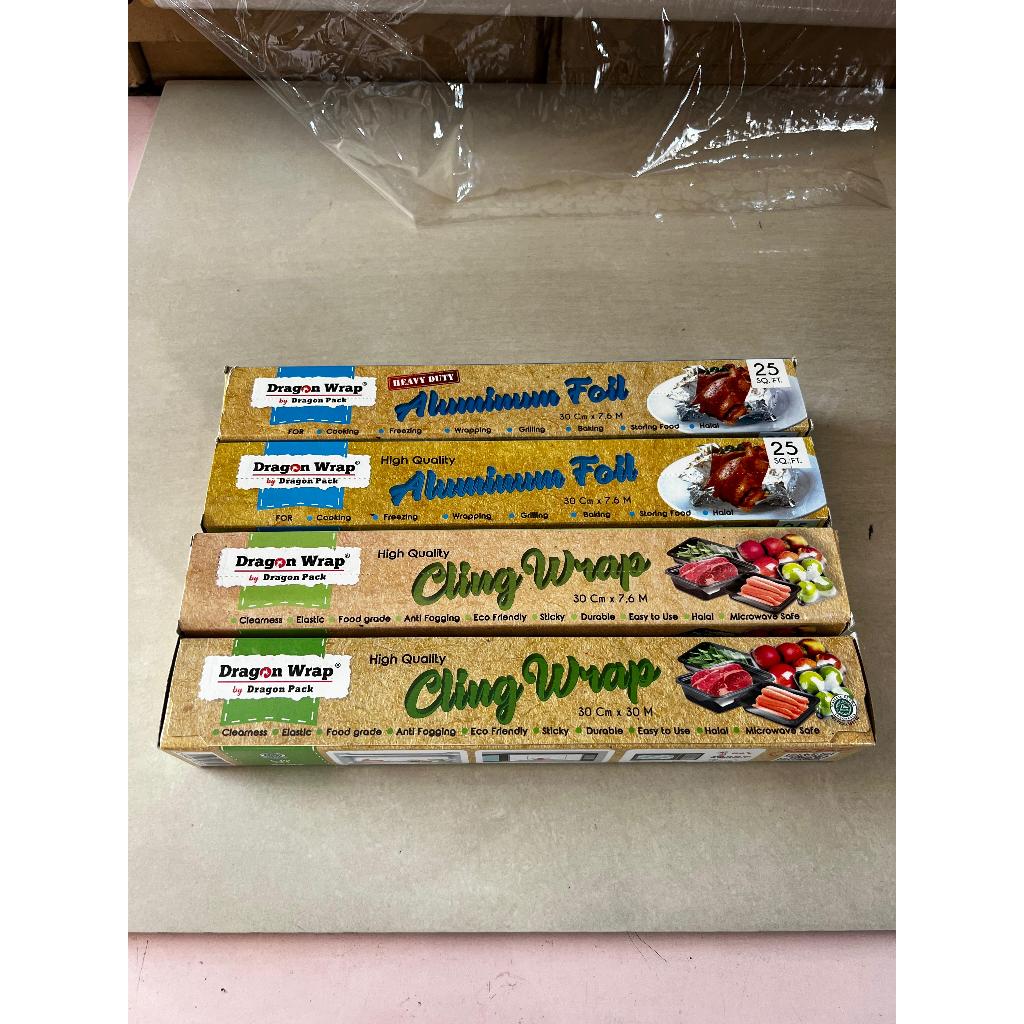 Dragon Wrap®
by Dragon Pack
HEAVY DUTY
Aluminum Foil
30 Cm x 7,6 M
25
SQ. FT.
FOR • Cooking • Freezing • Wrapping • Grilling • Baking • Storing Food • Halal
Dragon Wrap®
by Dragon Pack
High Quality
Aluminum Foil
30 Cm x 7,6 M
25
SQ. FT.
FOR • Cooking • Freezing • Wrapping • Grilling • Baking • Storing Food • Halal
Dragon Wrap®
by Dragon Pack
High Quality
Cling Wrap
30 Cm x 7,6 M
• Clearness • Elastic • Food grade • Anti Fogging • Eco Friendly • Sticky • Durable • Easy to Use • Halal • Microwave Safe
Dragon Wrap®
by Dragon Pack
High Quality
Cling Wrap
30 Cm x 30 M
• Clearness • Elastic • Food grade • Anti Fogging • Eco Friendly • Sticky • Durable • Easy to Use • Halal • Microwave Safe